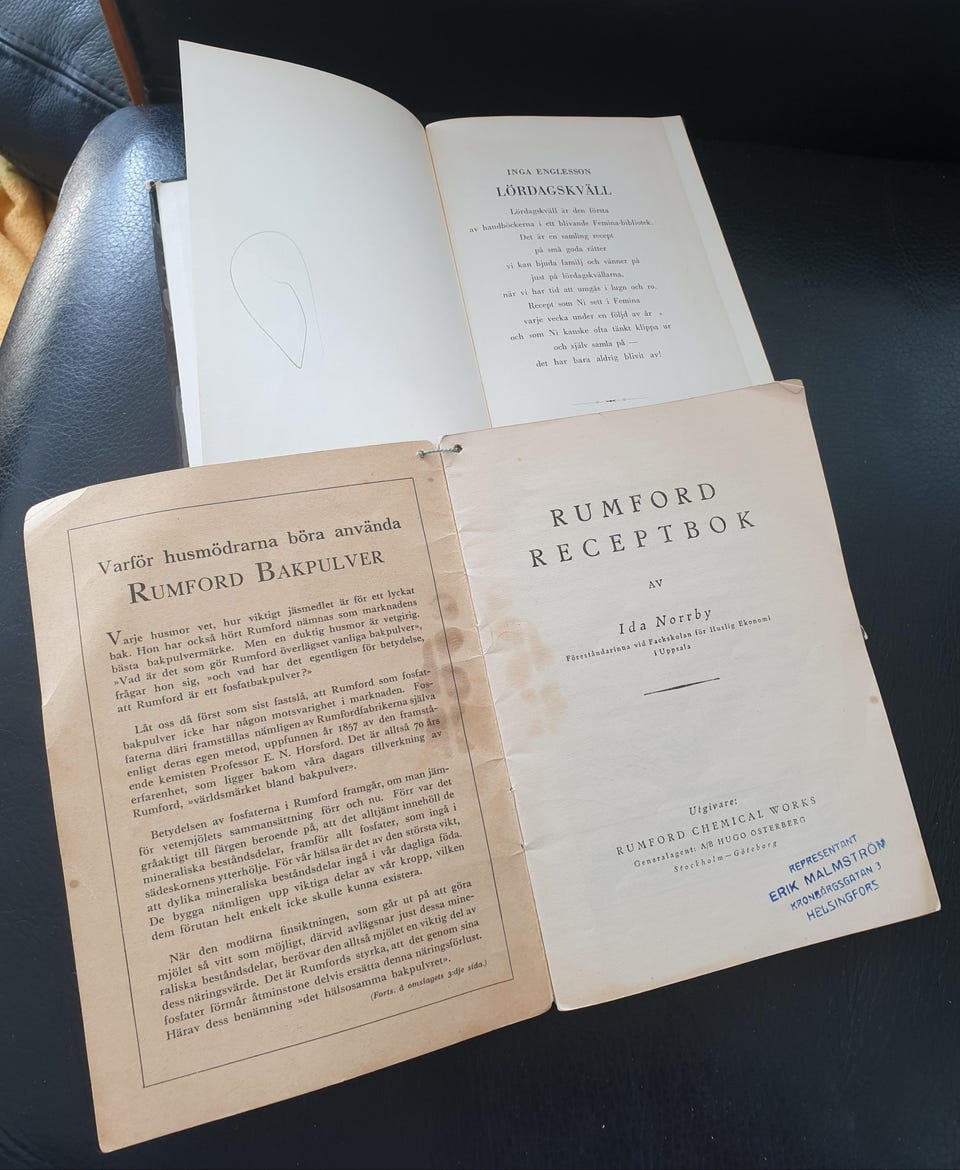 INGA ENGLESSON
LÖRDAGSKVÄLL
Lördagskväll är den första
av handböckerna i ett blivande Femina-bibliotek.
Det är en samling recept
på små goda rätter
vi kan bjuda familj och vänner på
just på lördagskvällarna,
när vi har tid att umgås i lugn och ro.
Recept som Ni sett i Femina
varje vecka under en följd av år
och som Ni kanske ofta tänkt klippa ur
och själv samla på —
det har bara aldrig blivit av!
Varför husmödrarna böra använda
RUMFORD BAKPULVER
Varje husmor vet, hur viktigt jäsmedlet är för ett lyckat
bak. Hon har också hört Rumford nämnas som marknadens
bästa bakpulvermärke. Men en duktig husmor är vetgirig.
»Vad är det som gör Rumford överlägset vanliga bakpulver»,
frågar hon sig, »och vad har det egentligen för betydelse,
att Rumford är ett fosfatbakpulver?»
Låt oss då först som sist fastslå, att Rumford som fosfat-
bakpulver icke har någon motsvarighet i marknaden. Fos-
faterna däri framställas nämligen av Rumfordfabrikerna själva
enligt deras egen metod, uppfunnen år 1857 av den framstå-
ende kemisten Professor E. N. Horsford. Det är alltså 70 års
erfarenhet, som ligger bakom våra dagars tillverkning av
Rumford, »världsmärket bland bakpulver».
Betydelsen av fosfaterna i Rumford framgår, om man jäm-
för vetemjölets sammansättning förr och nu. Förr var det
gråaktigt till färgen beroende på, att det alltjämt innehöll de
mineraliska beståndsdelar, framför allt fosfater, som ingå i
sädeskornens ytterhölje. För vår hälsa är det av den största vikt,
att dylika mineraliska beståndsdelar ingå i vår dagliga föda.
De bygga nämligen upp viktiga delar av vår kropp, vilken
dem förutan helt enkelt icke skulle kunna existera.
När den modärna finsiktningen, som går ut på att göra
mjölet så vitt som möjligt, därvid avlägsnar just dessa mine-
raliska beståndsdelar, berövar den alltså mjölet en viktig del av
dess näringsvärde. Det är Rumfords styrka, att det genom sina
fosfater förmår åtminstone delvis ersätta denna näringsförlust.
Härav dess benämning »det hälsosamma bakpulvret».
(Forts. å omslagets 3:dje sida.)
RUMFORD
RECEPTBOK
AV
Ida Norrby
Föreståndarinna vid Fackskolan för Huslig Ekonomi
i Uppsala
Utgivare:
RUMFORD CHEMICAL WORKS
Generalagent: A/B HUGO ÖSTERBERG
Stockholm—Göteborg
REPRESENTANT
ERIK MALMSTRÖM
KRONBORGSGATAN 3
HELSINGFORS